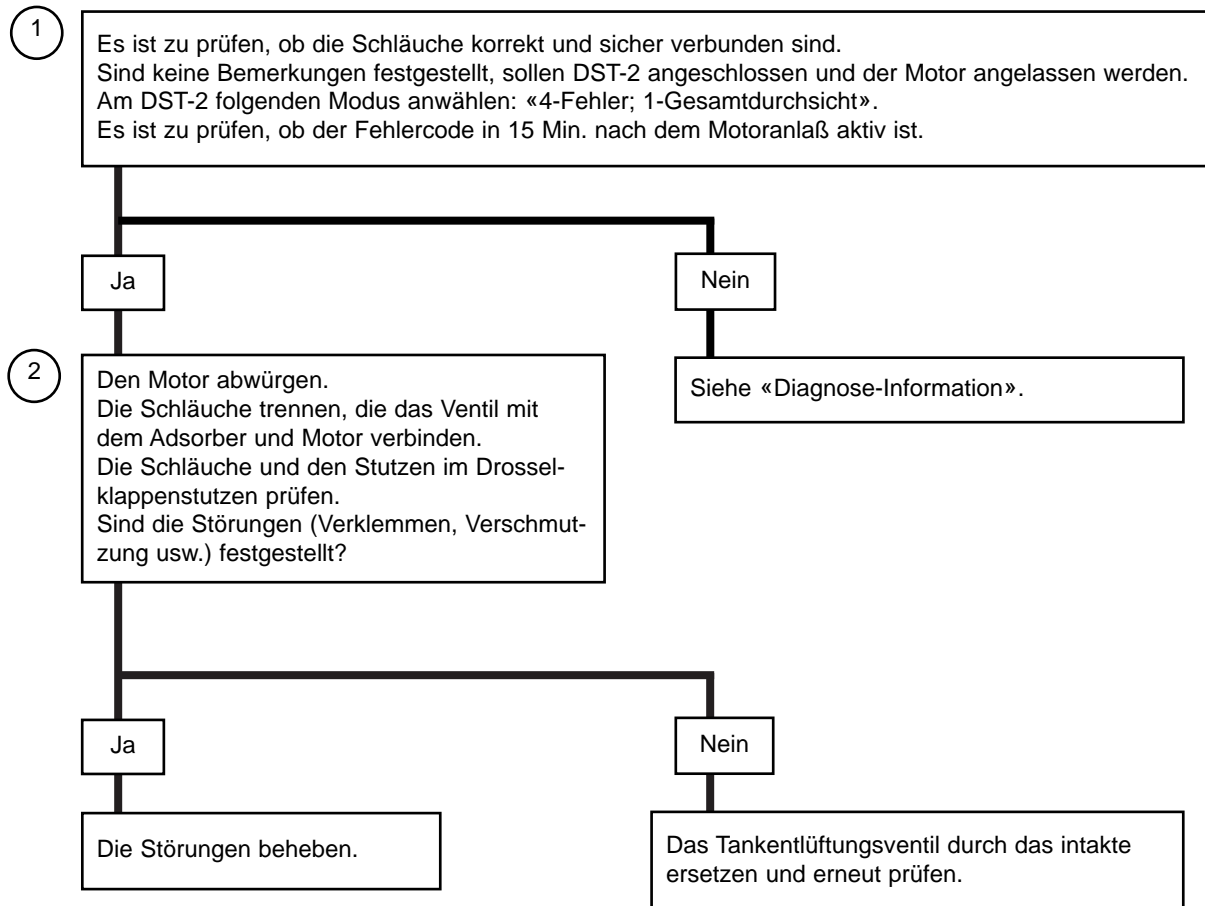 1
Es ist zu prüfen, ob die Schläuche korrekt und sicher verbunden sind.
Sind keine Bemerkungen festgestellt, sollen DST-2 angeschlossen und der Motor angelassen werden.
Am DST-2 folgenden Modus anwählen: «4-Fehler; 1-Gesamtdurchsicht».
Es ist zu prüfen, ob der Fehlercode in 15 Min. nach dem Motoranlaß aktiv ist.
Ja
Nein
2
Den Motor abwürgen.
Die Schläuche trennen, die das Ventil mit
dem Adsorber und Motor verbinden.
Die Schläuche und den Stutzen im Drossel-
klappenstutzen prüfen.
Sind die Störungen (Verklemmen, Verschmut-
zung usw.) festgestellt?
Siehe «Diagnose-Information».
Ja
Nein
Die Störungen beheben.
Das Tankentlüftungsventil durch das intakte
ersetzen und erneut prüfen.